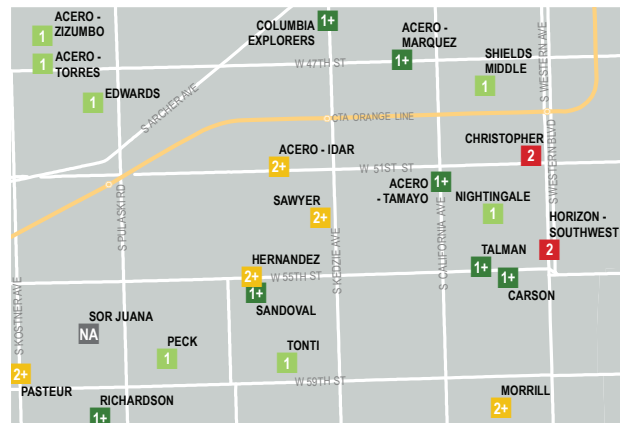 ACERO -
ZIZUMBO
1
ACERO -
TORRES
1
EDWARDS
1
COLUMBIA
EXPLORERS
1+
ACERO -
MARQUEZ
1+
SHIELDS
MIDDLE
1
S WESTERN AVE
W 47TH ST
S ARCHER AVE
CTA ORANGE LINE
CHRISTOPHER
2
ACERO - IDAR
2+
W 51ST ST
ACERO
- TAMAYO
1+
S WESTERN BLVD
S PULASKI RD
SAWYER
2+
NIGHTINGALE
1
HORIZON -
SOUTHWEST
2
S KEDZIE AVE
S CALIFORNIA AVE
HERNANDEZ
2+
W 55TH ST
TALMAN
1+
1+
CARSON
1+
SANDOVAL
S KOSTNER AVE
SOR JUANA
NA
PECK
1
TONTI
1
W 59TH ST
2+
PASTEUR
RICHARDSON
1+
MORRILL
2+